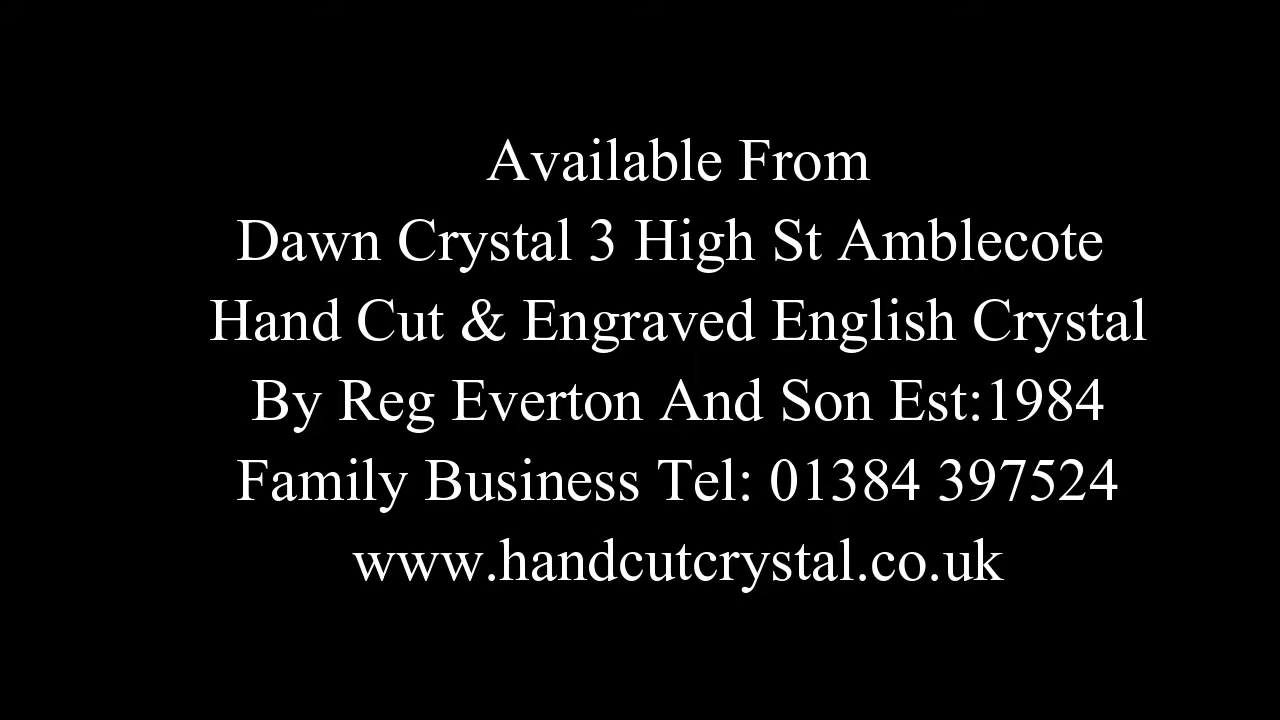 Available From
Dawn Crystal 3 High St Amblecote
Hand Cut & Engraved English Crystal
By Reg Everton And Son Est:1984
Family Business Tel: 01384 397524
www.handcutcrystal.co.uk